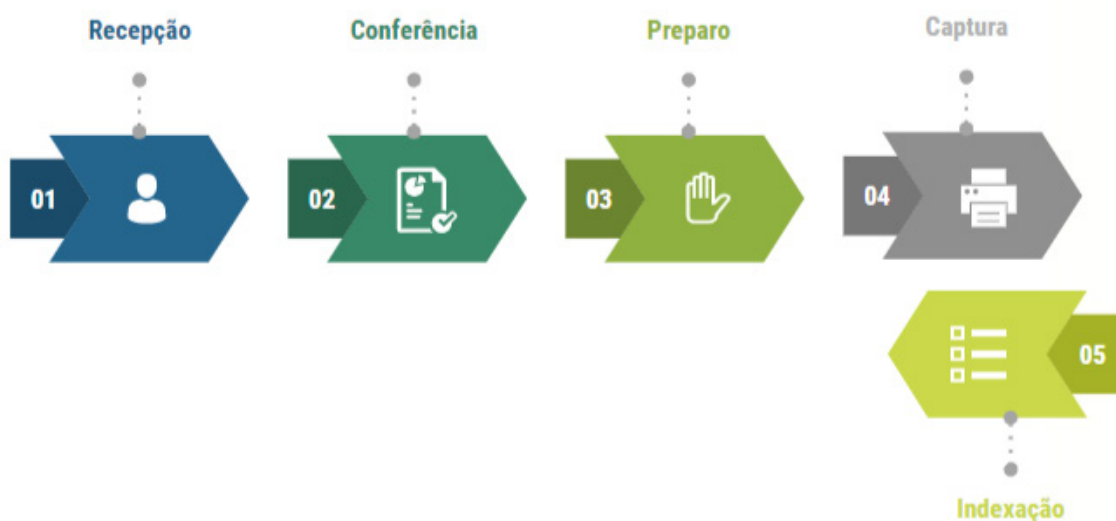 Recepção
Conferência
Preparo
Captura
01
02
03
04
05
Indexação